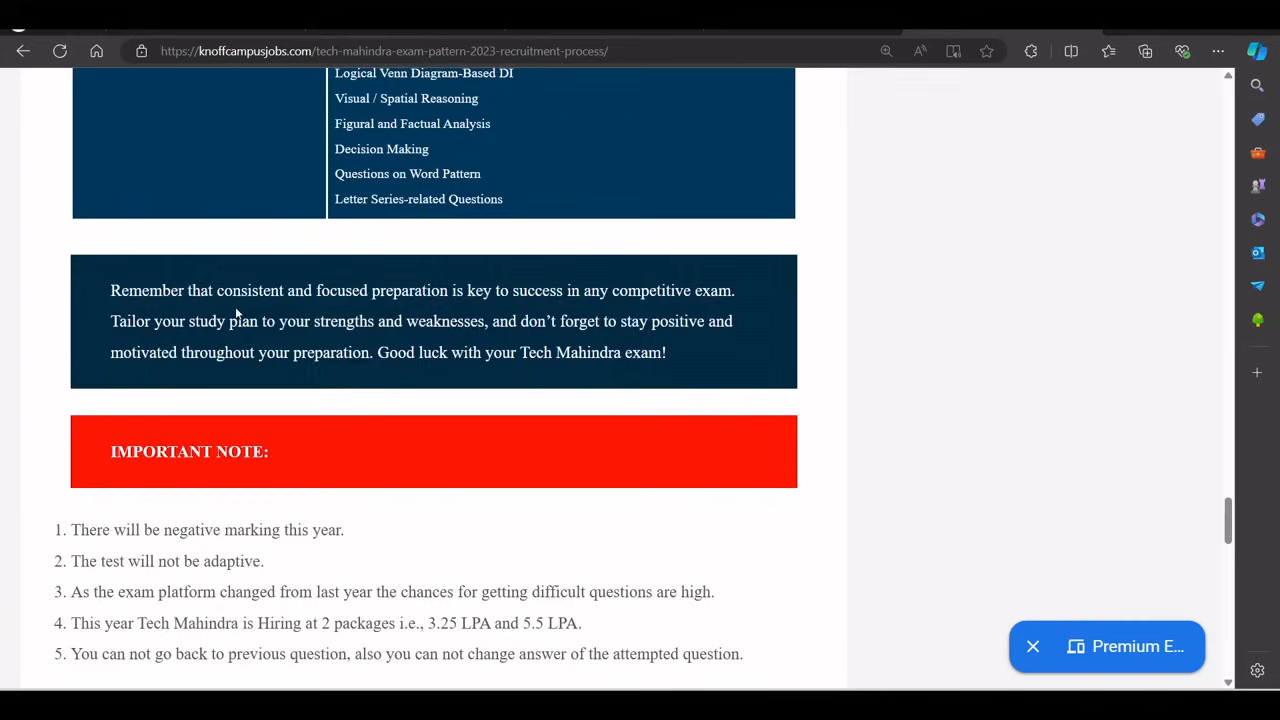 https://knoffcampusjobs.com/tech-mahindra-exam-pattern-2023-recruitment-process/
Logical Venn Diagram-Based DI
Visual / Spatial Reasoning
Figural and Factual Analysis
Decision Making
Questions on Word Pattern
Letter Series-related Questions
Remember that consistent and focused preparation is key to success in any competitive exam.
Tailor your study plan to your strengths and weaknesses, and don’t forget to stay positive and
motivated throughout your preparation. Good luck with your Tech Mahindra exam!
IMPORTANT NOTE:
1. There will be negative marking this year.
2. The test will not be adaptive.
3. As the exam platform changed from last year the chances for getting difficult questions are high.
4. This year Tech Mahindra is Hiring at 2 packages i.e., 3.25 LPA and 5.5 LPA.
5. You can not go back to previous question, also you can not change answer of the attempted question.
Premium E...